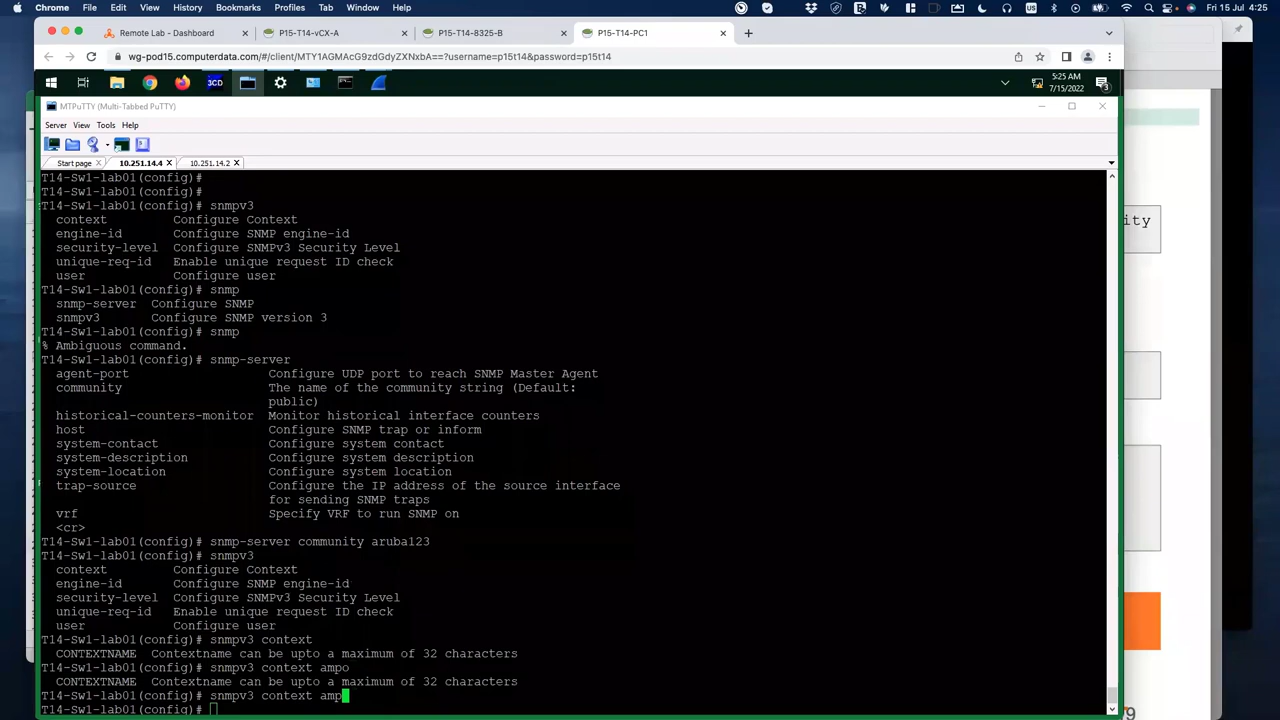 Chrome File Edit View History Bookmarks Profiles Tab Window Help
Fri 15 Jul 4:25
Remote Lab - Dashboard
P15-T14-vCX-A
P15-T14-8325-B
P15-T14-PC1
wg-pod15.computerdata.com/#/client/MTY1AGMAcG9zdGdyZXNxbA==?username=p15t14&password=p15t14
5:25 AM
7/15/2022
MTPuTTY (Multi-Tabbed PuTTY)
Server View Tools Help
Start page
10.251.14.4
10.251.14.2
T14-Sw1-lab01(config)#
T14-Sw1-lab01(config)#
T14-Sw1-lab01(config)# snmpv3
context Configure Context
engine-id Configure SNMP engine-id
security-level Configure SNMPv3 Security Level
unique-req-id Enable unique request ID check
user Configure user
T14-Sw1-lab01(config)# snmp
snmp-server Configure SNMP
snmpv3 Configure SNMP version 3
T14-Sw1-lab01(config)# snmp
% Ambiguous command.
T14-Sw1-lab01(config)# snmp-server
agent-port Configure UDP port to reach SNMP Master Agent
community The name of the community string (Default:
public)
historical-counters-monitor Monitor historical interface counters
host Configure SNMP trap or inform
system-contact Configure system contact
system-description Configure system description
system-location Configure system location
trap-source Configure the IP address of the source interface
for sending SNMP traps
vrf Specify VRF to run SNMP on
<cr>
T14-Sw1-lab01(config)# snmp-server community aruba123
T14-Sw1-lab01(config)# snmpv3
context Configure Context
engine-id Configure SNMP engine-id
security-level Configure SNMPv3 Security Level
unique-req-id Enable unique request ID check
user Configure user
T14-Sw1-lab01(config)# snmpv3 context
CONTEXTNAME Contextname can be upto a maximum of 32 characters
T14-Sw1-lab01(config)# snmpv3 context ampo
CONTEXTNAME Contextname can be upto a maximum of 32 characters
T14-Sw1-lab01(config)# snmpv3 context amp
T14-Sw1-lab01(config)#
ity